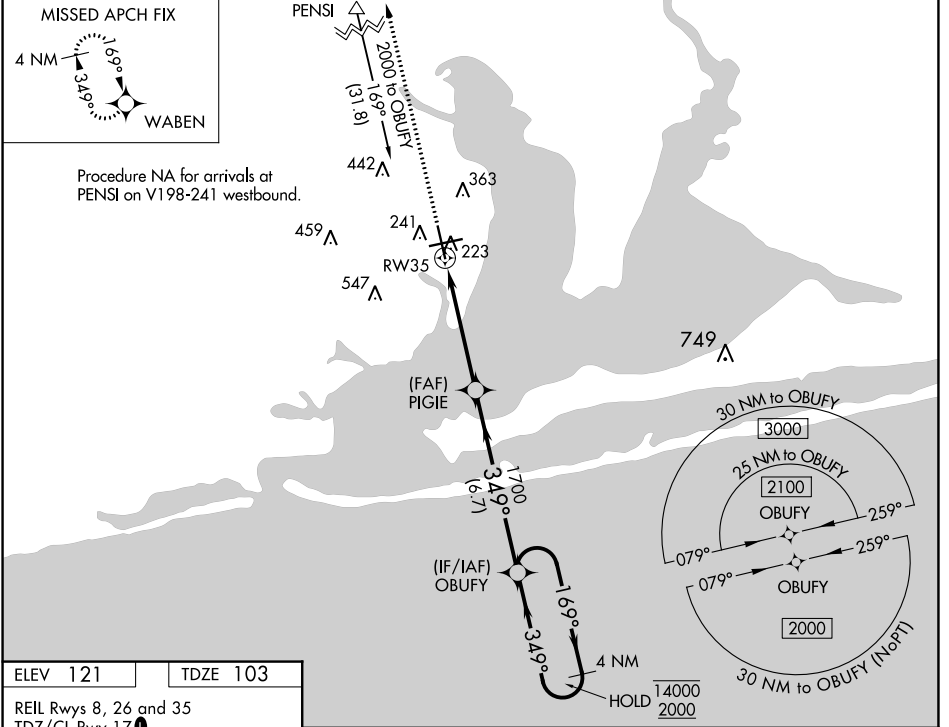 MISSED APCH FIX
4 NM
169°
349°
WABEN
PENSI
2000 to OBUFY
169°
(31.8)
Procedure NA for arrivals at
PENSI on V198-241 westbound.
442
363
459
241
223
RW35
547
749
(FAF)
PIGIE
1700
349°
(6.7)
(IF/IAF)
OBUFY
169°
349°
4 NM
HOLD
14000
2000
30 NM to OBUFY
3000
25 NM to OBUFY
2100
OBUFY
079°
259°
079°
259°
OBUFY
2000
30 NM to OBUFY (NoPT)
ELEV 121
TDZE 103
REIL Rwys 8, 26 and 35
TDZ/CL Rwy 17 L